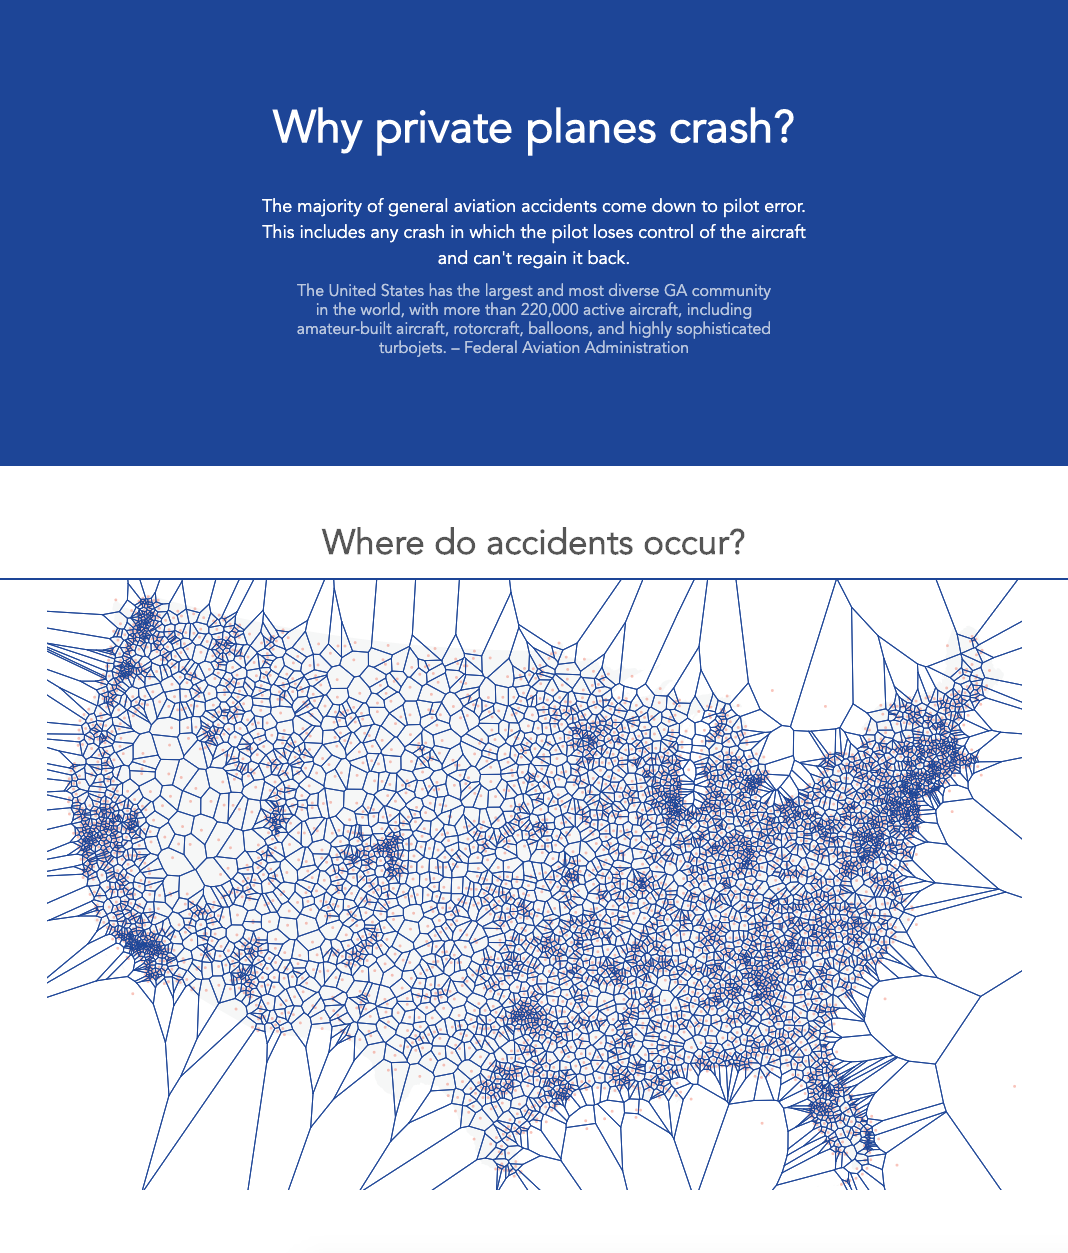 Why private planes crash?
The majority of general aviation accidents come down to pilot error.
This includes any crash in which the pilot loses control of the aircraft
and can't regain it back.
The United States has the largest and most diverse GA community
in the world, with more than 220,000 active aircraft, including
amateur-built aircraft, rotorcraft, balloons, and highly sophisticated
turbojets. – Federal Aviation Administration
Where do accidents occur?